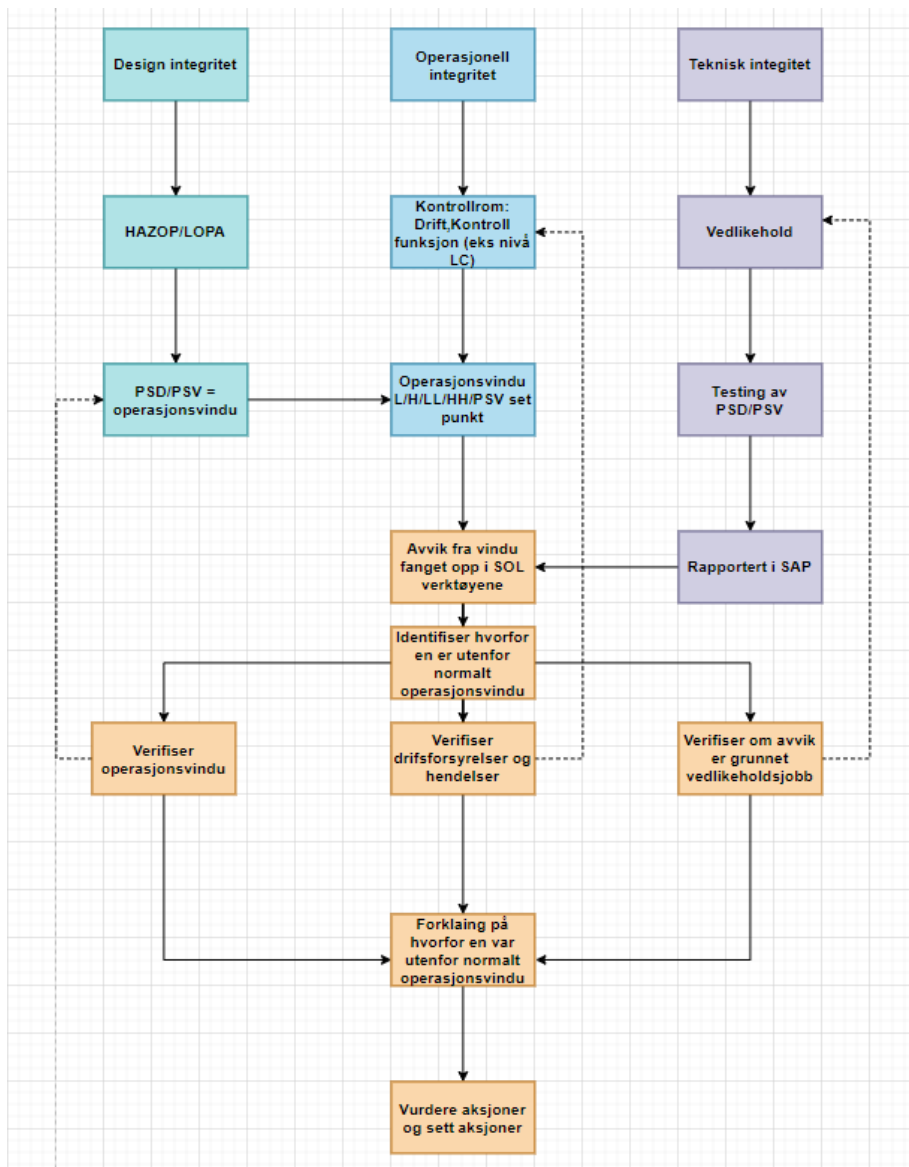 Design integritet
Operasjonell
integritet
Teknisk integitet
HAZOP/LOPA
Kontrollrom:
Drift,Kontroll
funksjon (eks nivå
LC)
Vedlikehold
PSD/PSV =
operasjonsvindu
Operasjonsvindu
L/H/LL/HH/PSV set
punkt
Testing av
PSD/PSV
Avvik fra vindu
fanget opp i SOL
verktøyene
Rapportert i SAP
Identifiser hvorfor
en er utenfor
normalt
operasjonsvindu
Verifiser
operasjonsvindu
Verifiser
drifsforsyrelser og
hendelser
Verifiser om avvik
er grunnet
vedlikeholdsjobb
Forklaing på
hvorfor en var
utenfor normalt
operasjonsvindu
Vurdere aksjoner
og sett aksjoner